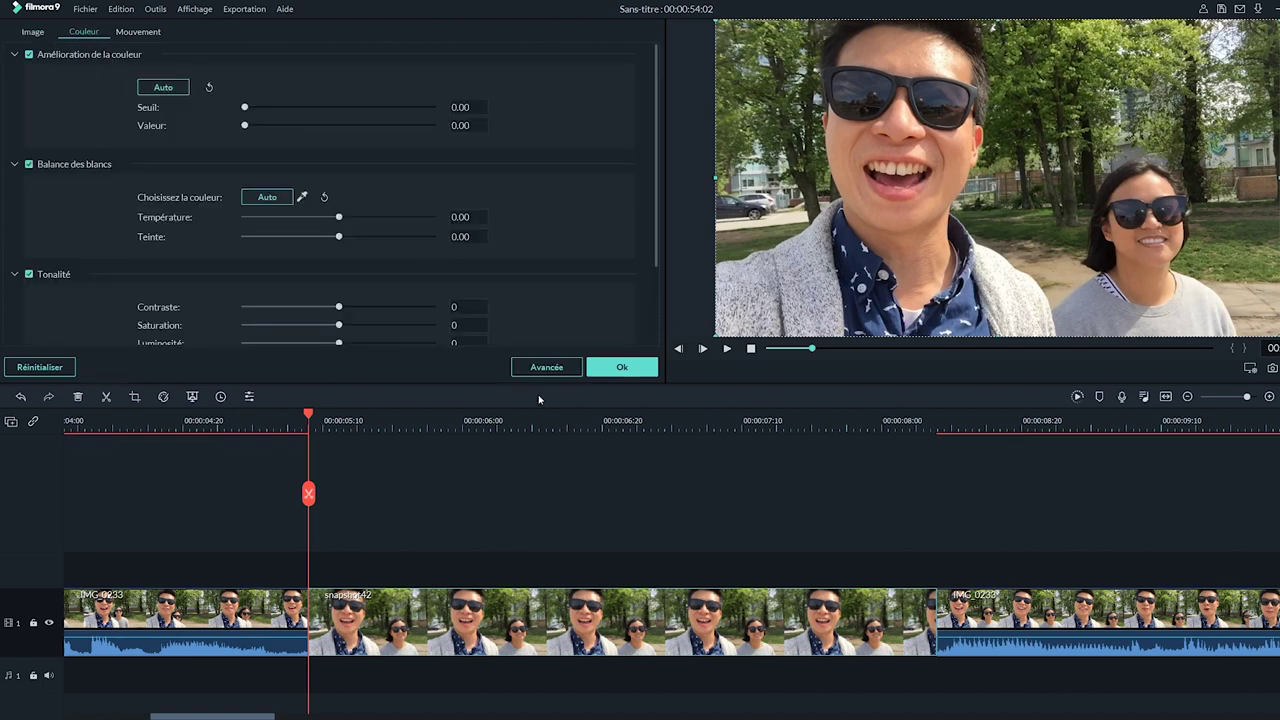 filmora9 Fichier Edition Outils Affichage Exportation Aide Sans-titre : 00:00:54:02
Image Couleur Mouvement
Amélioration de la couleur
Auto
Seuil: 0.00
Valeur: 0.00
Balance des blancs
Choisissez la couleur: Auto
Température: 0.00
Teinte: 0.00
Tonalité
Contraste: 0
Saturation: 0
Luminosité: 0
Réinitialiser Avancée Ok
00
:04:00 00:00:04:20 00:00:05:10 00:00:06:00 00:00:06:20 00:00:07:10 00:00:08:00 00:00:08:20 00:00:09:10
IMG_0233 snapshot42 IMG_0233
1
1